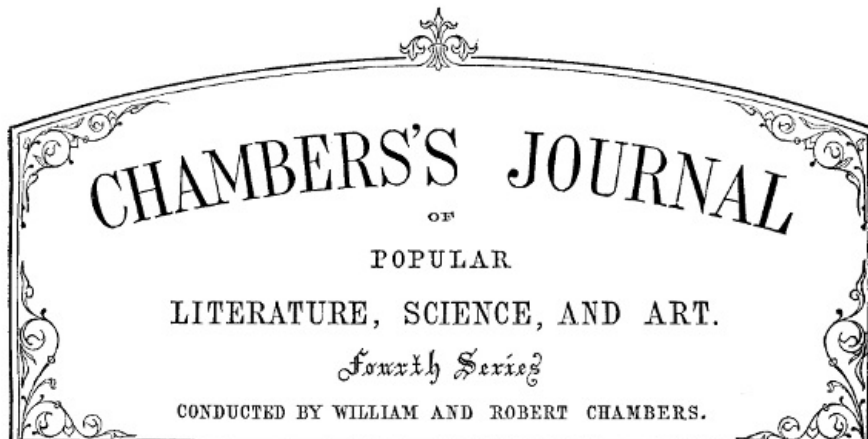 CHAMBERS'S JOURNAL
OF
POPULAR
LITERATURE, SCIENCE, AND ART.
Fourth Series
CONDUCTED BY WILLIAM AND ROBERT CHAMBERS.